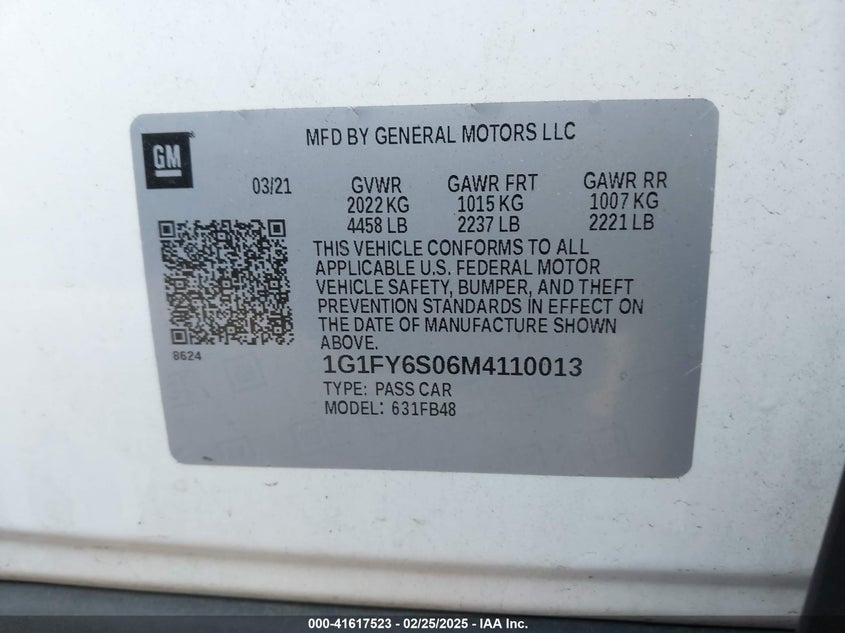 GM
MFD BY GENERAL MOTORS LLC
03/21 GVWR GAWR FRT GAWR RR
2022 KG 1015 KG 1007 KG
4458 LB 2237 LB 2221 LB
THIS VEHICLE CONFORMS TO ALL
APPLICABLE U.S. FEDERAL MOTOR
VEHICLE SAFETY, BUMPER, AND THEFT
PREVENTION STANDARDS IN EFFECT ON
THE DATE OF MANUFACTURE SHOWN
ABOVE.
8624
1G1FY6S06M4110013
TYPE: PASS CAR
MODEL: 631FB48
000-41617523 - 02/25/2025 - IAA Inc.